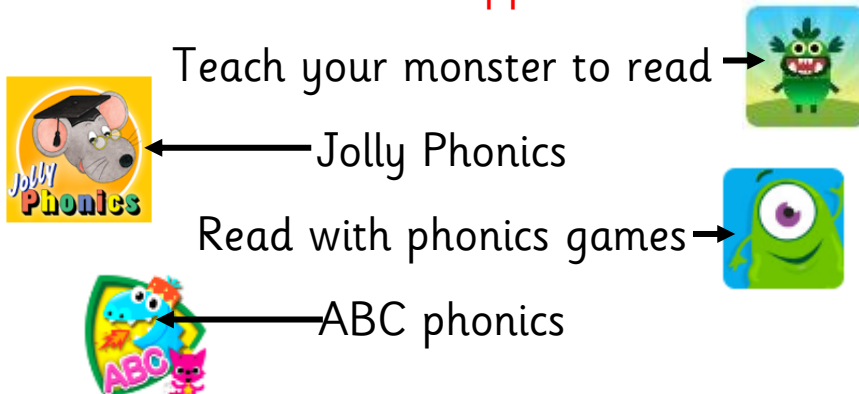 Teach your monster to read
Jolly Phonics
Jolly
Phonics
Read with phonics games
ABC phonics
ABC